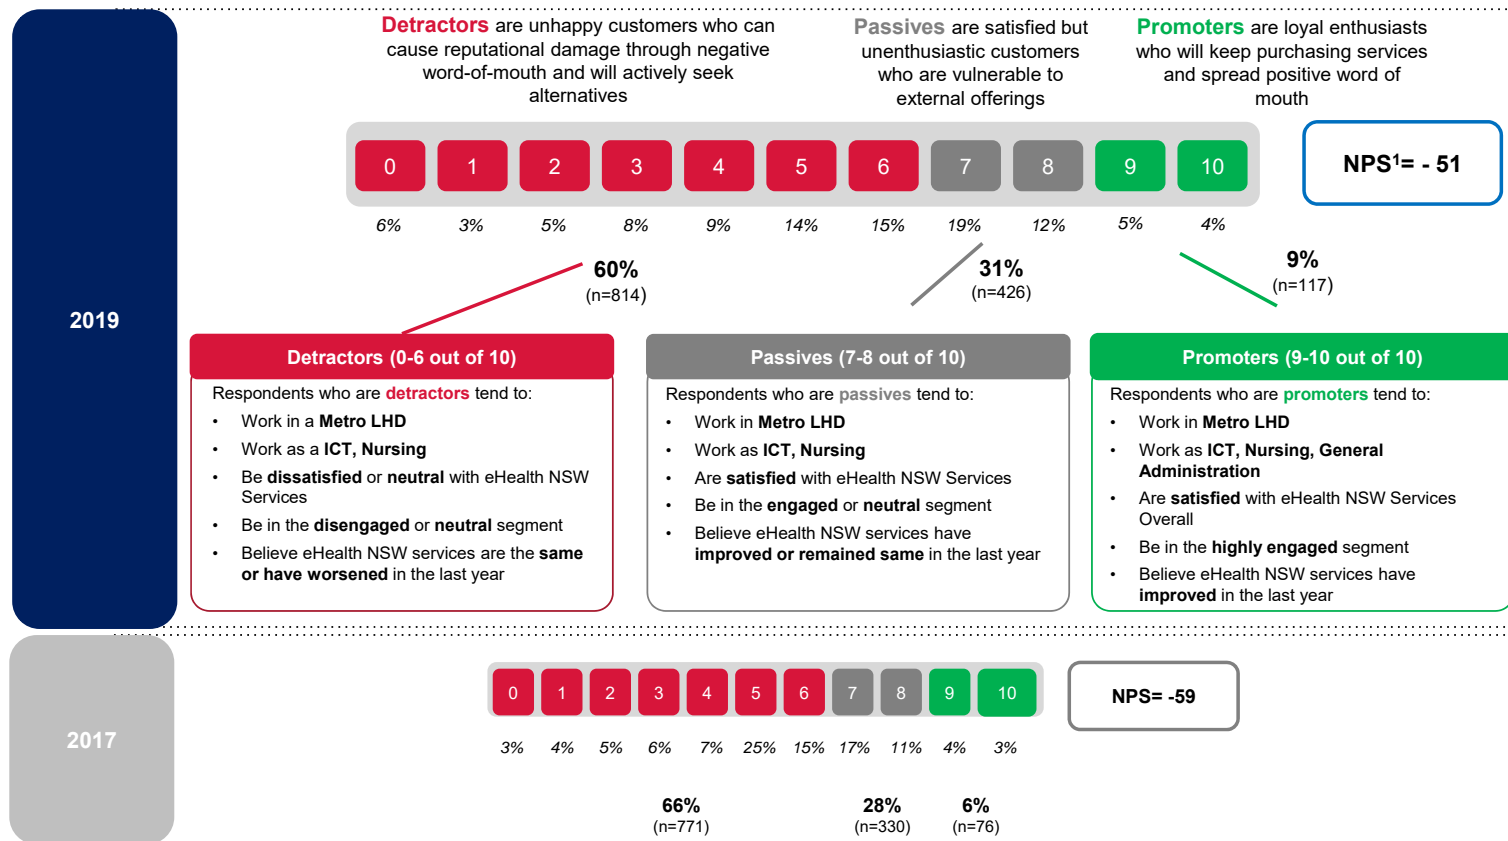 Detractors are unhappy customers who can
cause reputational damage through negative
word-of-mouth and will actively seek
alternatives
Passives are satisfied but
unenthusiastic customers
who are vulnerable to
external offerings
Promoters are loyal enthusiasts
who will keep purchasing services
and spread positive word of
mouth
0 1 2 3 4 5 6 7 8 9 10
NPS¹= - 51
6% 3% 5% 8% 9% 14% 15% 19% 12% 5% 4%
60%
(n=814)
31%
(n=426)
9%
(n=117)
2019
Detractors (0-6 out of 10)
Respondents who are detractors tend to:
• Work in a Metro LHD
• Work as a ICT, Nursing
• Be dissatisfied or neutral with eHealth NSW
Services
• Be in the disengaged or neutral segment
• Believe eHealth NSW services are the same
or have worsened in the last year
Passives (7-8 out of 10)
Respondents who are passives tend to:
• Work in Metro LHD
• Work as ICT, Nursing
• Are satisfied with eHealth NSW Services
• Be in the engaged or neutral segment
• Believe eHealth NSW services have
improved or remained same in the last year
Promoters (9-10 out of 10)
Respondents who are promoters tend to:
• Work in Metro LHD
• Work as ICT, Nursing, General
Administration
• Are satisfied with eHealth NSW Services
Overall
• Be in the highly engaged segment
• Believe eHealth NSW services have
improved in the last year
2017
0 1 2 3 4 5 6 7 8 9 10
NPS= -59
3% 4% 5% 6% 7% 25% 15% 17% 11% 4% 3%
66%
(n=771)
28%
(n=330)
6%
(n=76)